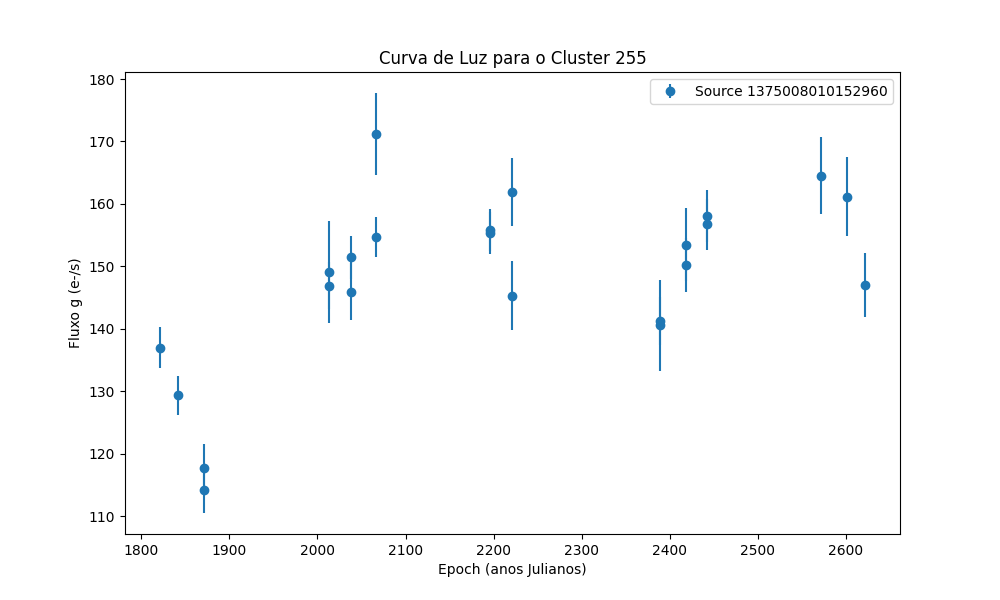 Curva de Luz para o Cluster 255
Source 1375008010152960
Fluxo g (e-/s)
180
170
160
150
140
130
120
110
1800 1900 2000 2100 2200 2300 2400 2500 2600
Epoch (anos Julianos)